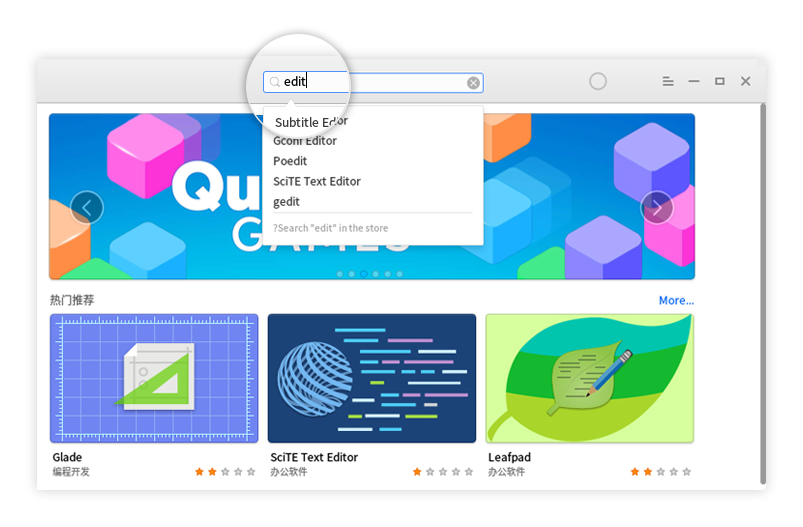 edit
Subtitle Editor
Gconf Editor
Poedit
SciTE Text Editor
gedit
?Search "edit" in the store
Qu
GAMES
热门推荐
More...
Glade
编程开发
SciTE Text Editor
办公软件
Leafpad
办公软件